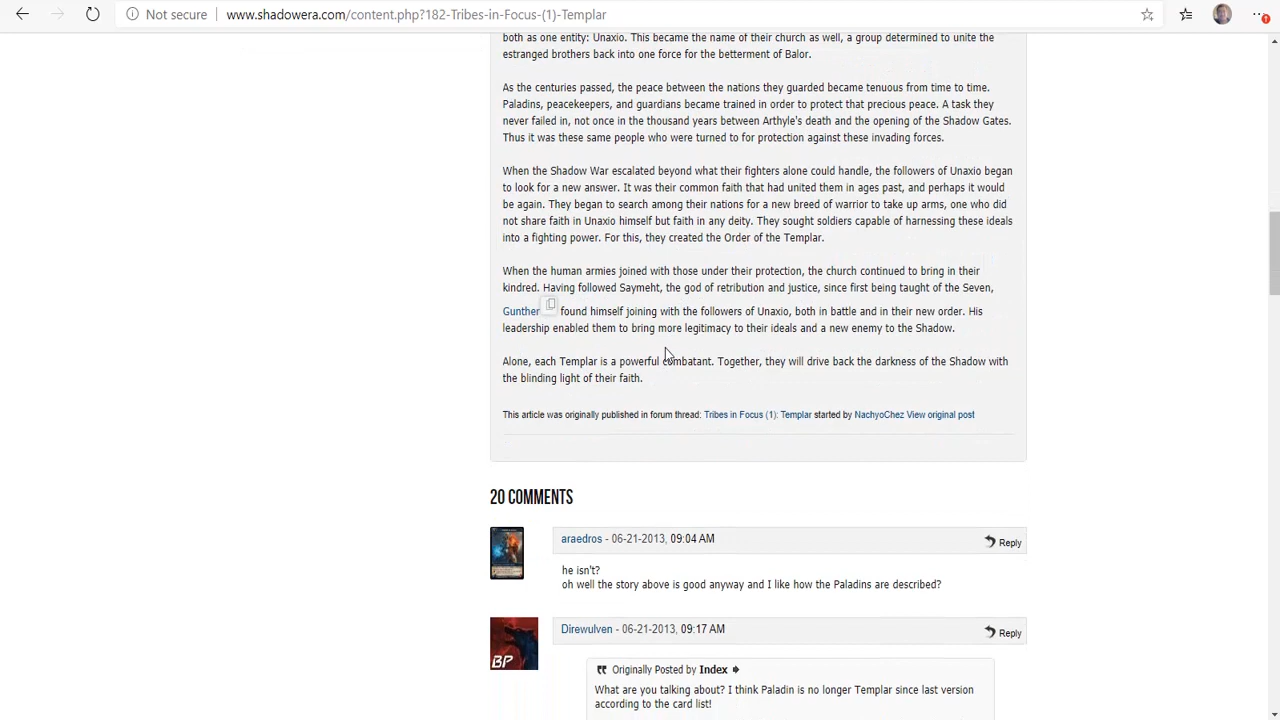 Not secure www.shadowera.com/content.php?182-Tribes-in-Focus-(1)-Templar
both as one entity: Unaxio. This became the name of their church as well, a group determined to unite the
estranged brothers back into one force for the betterment of Balor.
As the centuries passed, the peace between the nations they guarded became tenuous from time to time.
Paladins, peacekeepers, and guardians became trained in order to protect that precious peace. A task they
never failed in, not once in the thousand years between Arthyle's death and the opening of the Shadow Gates.
Thus it was these same people who were turned to for protection against these invading forces.
When the Shadow War escalated beyond what their fighters alone could handle, the followers of Unaxio began
to look for a new answer. It was their common faith that had united them in ages past, and perhaps it would
be again. They began to search among their nations for a new breed of warrior to take up arms, one who did
not share faith in Unaxio himself but faith in any deity. They sought soldiers capable of harnessing these ideals
into a fighting power. For this, they created the Order of the Templar.
When the human armies joined with those under their protection, the church continued to bring in their
kindred. Having followed Saymeht, the god of retribution and justice, since first being taught of the Seven,
Gunther found himself joining with the followers of Unaxio, both in battle and in their new order. His
leadership enabled them to bring more legitimacy to their ideals and a new enemy to the Shadow.
Alone, each Templar is a powerful combatant. Together, they will drive back the darkness of the Shadow with
the blinding light of their faith.
This article was originally published in forum thread: Tribes in Focus (1): Templar started by NachyoChez View original post
20 COMMENTS
araedros - 06-21-2013, 09:04 AM
Reply
he isn't?
oh well the story above is good anyway and I like how the Paladins are described?
Direwulven - 06-21-2013, 09:17 AM
Reply
BP
Originally Posted by Index
What are you talking about? I think Paladin is no longer Templar since last version
according to the card list!